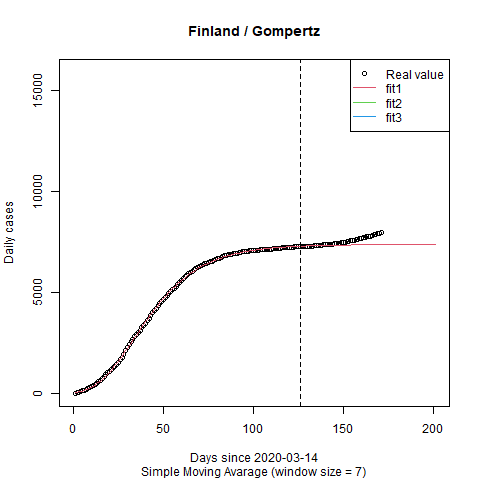 Finland / Gompertz
Real value
fit1
fit2
fit3
Daily cases
15000
10000
5000
0
0 50 100 150 200
Days since 2020-03-14
Simple Moving Avarage (window size = 7)